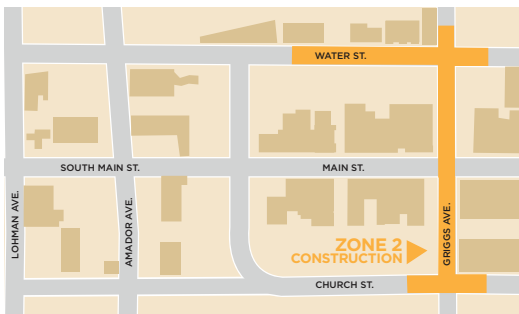 WATER ST.
SOUTH MAIN ST.
MAIN ST.
LOHMAN AVE.
AMADOR AVE.
GRIGGS AVE.
ZONE 2
CONSTRUCTION
CHURCH ST.